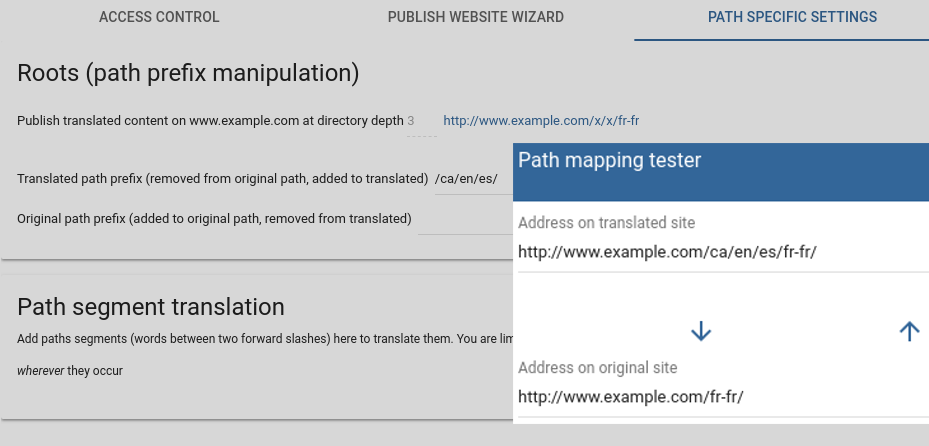 ACCESS CONTROL PUBLISH WEBSITE WIZARD PATH SPECIFIC SETTINGS
Roots (path prefix manipulation)
Publish translated content on www.example.com at directory depth 3 http://www.example.com/x/x/fr-fr
Translated path prefix (removed from original path, added to translated) /ca/en/es/
Original path prefix (added to original path, removed from translated)
Path segment translation
Add paths segments (words between two forward slashes) here to translate them. You are
wherever they occur
Path mapping tester
Address on translated site
http://www.example.com/ca/en/es/fr-fr/
Address on original site
http://www.example.com/fr-fr/